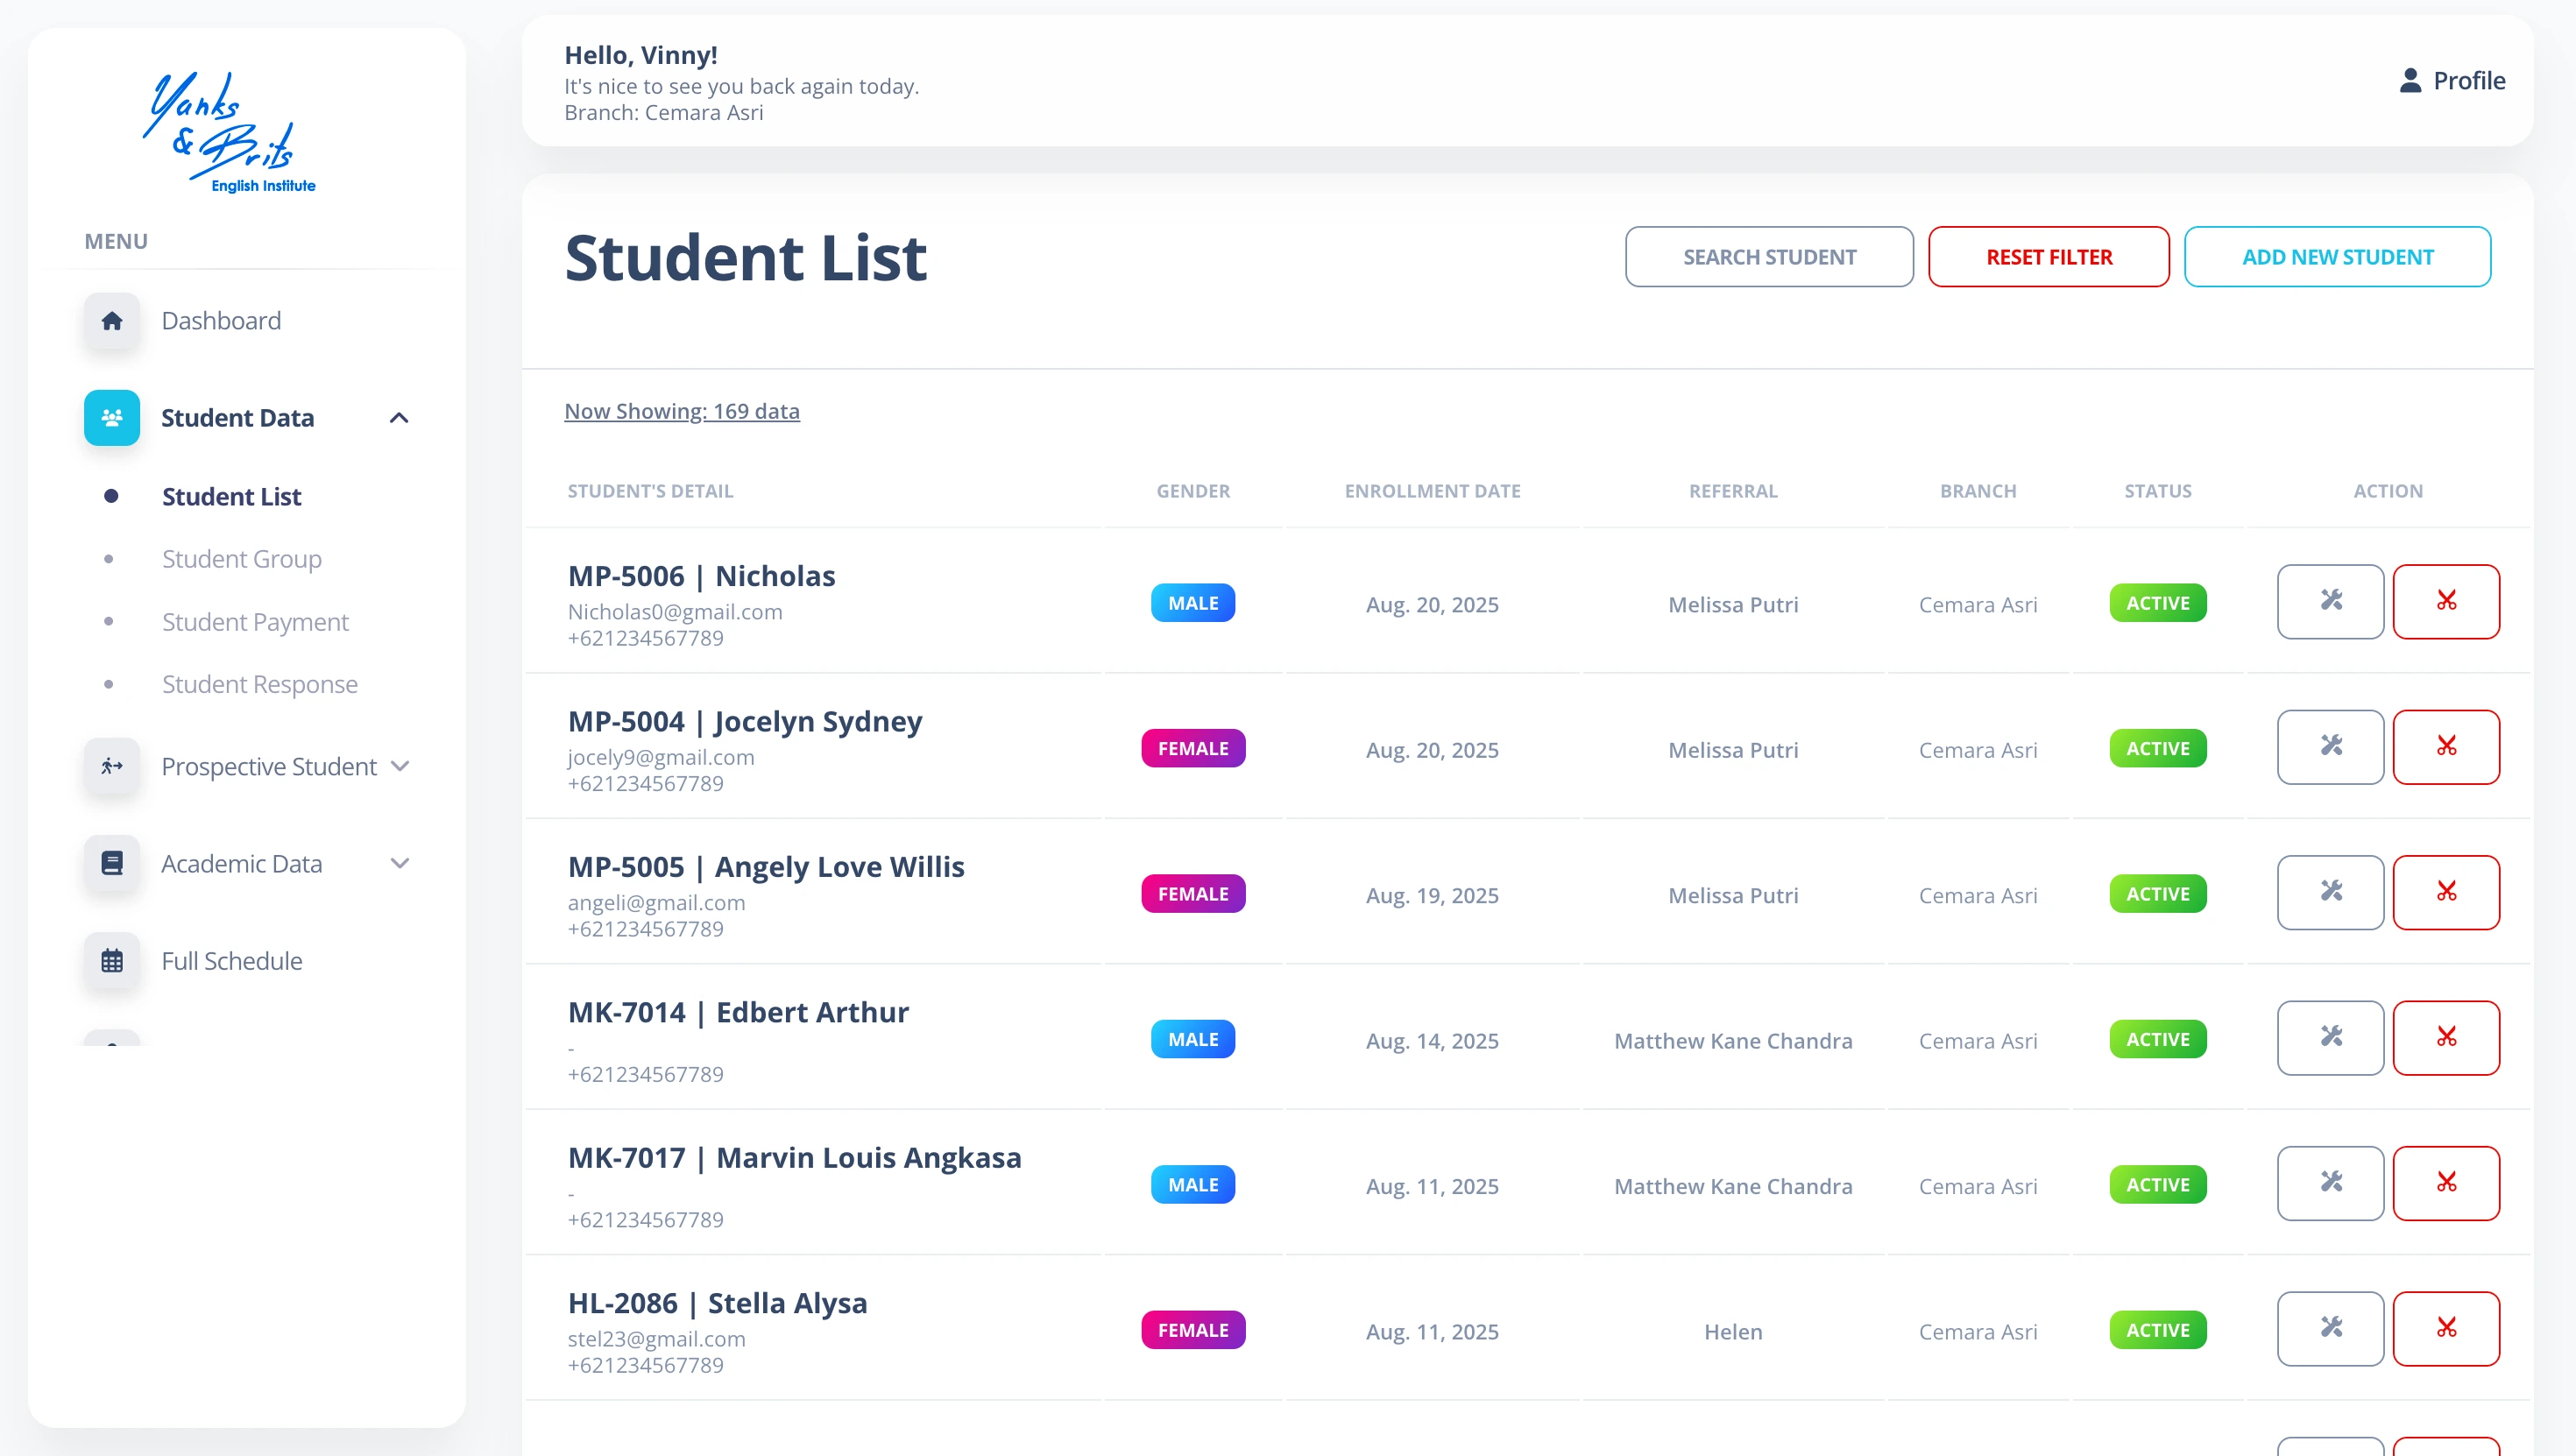 Yanks
& Brits
English Institute
MENU
Dashboard
Student Data
Student List
Student Group
Student Payment
Student Response
Prospective Student
Academic Data
Full Schedule
Hello, Vinny!
It's nice to see you back again today.
Branch: Cemara Asri
Profile
Student List
SEARCH STUDENT
RESET FILTER
ADD NEW STUDENT
Now Showing: 169 data
STUDENT'S DETAIL GENDER ENROLLMENT DATE REFERRAL BRANCH STATUS ACTION
MP-5006 | Nicholas
Nicholas0@gmail.com
+621234567789
MALE Aug. 20, 2025 Melissa Putri Cemara Asri ACTIVE
MP-5004 | Jocelyn Sydney
jocely9@gmail.com
+621234567789
FEMALE Aug. 20, 2025 Melissa Putri Cemara Asri ACTIVE
MP-5005 | Angely Love Willis
angeli@gmail.com
+621234567789
FEMALE Aug. 19, 2025 Melissa Putri Cemara Asri ACTIVE
MK-7014 | Edbert Arthur
-
+621234567789
MALE Aug. 14, 2025 Matthew Kane Chandra Cemara Asri ACTIVE
MK-7017 | Marvin Louis Angkasa
-
+621234567789
MALE Aug. 11, 2025 Matthew Kane Chandra Cemara Asri ACTIVE
HL-2086 | Stella Alysa
stel23@gmail.com
+621234567789
FEMALE Aug. 11, 2025 Helen Cemara Asri ACTIVE